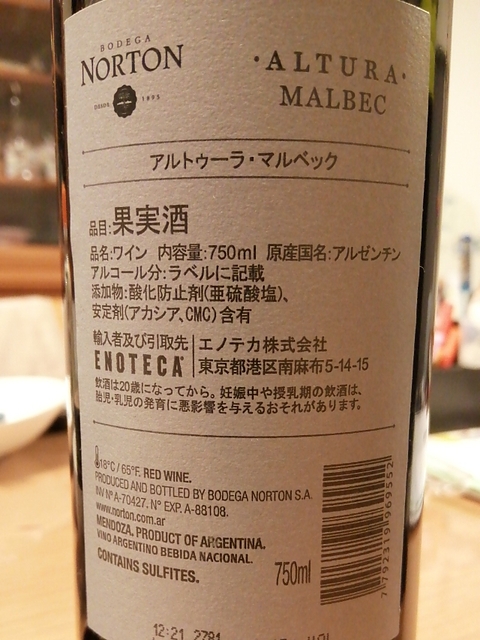 BODEGA
NORTON
DESDE 1895
·ALTURA·
MALBEC
アルトゥーラ・マルベック
品目:果実酒
品名:ワイン 内容量:750ml 原産国名:アルゼンチン
アルコール分:ラベルに記載
添加物:酸化防止剤(亜硫酸塩)、
安定剤(アカシア、CMC)含有
輸入者及び引取先 エノテカ株式会社
ENOTECA 東京都港区南麻布5-14-15
飲酒は20歳になってから。妊娠中や授乳期の飲酒は、
胎児・乳児の発育に悪影響を与えるおそれがあります。
18°C / 65°F. RED WINE.
PRODUCED AND BOTTLED BY BODEGA NORTON S.A.
INV Nº A-70427. Nº EXP. A-88108.
www.norton.com.ar
MENDOZA. PRODUCT OF ARGENTINA.
VINO ARGENTINO BEBIDA NACIONAL.
CONTAINS SULFITES.
750ml
7 792319 969552
12:21 2781